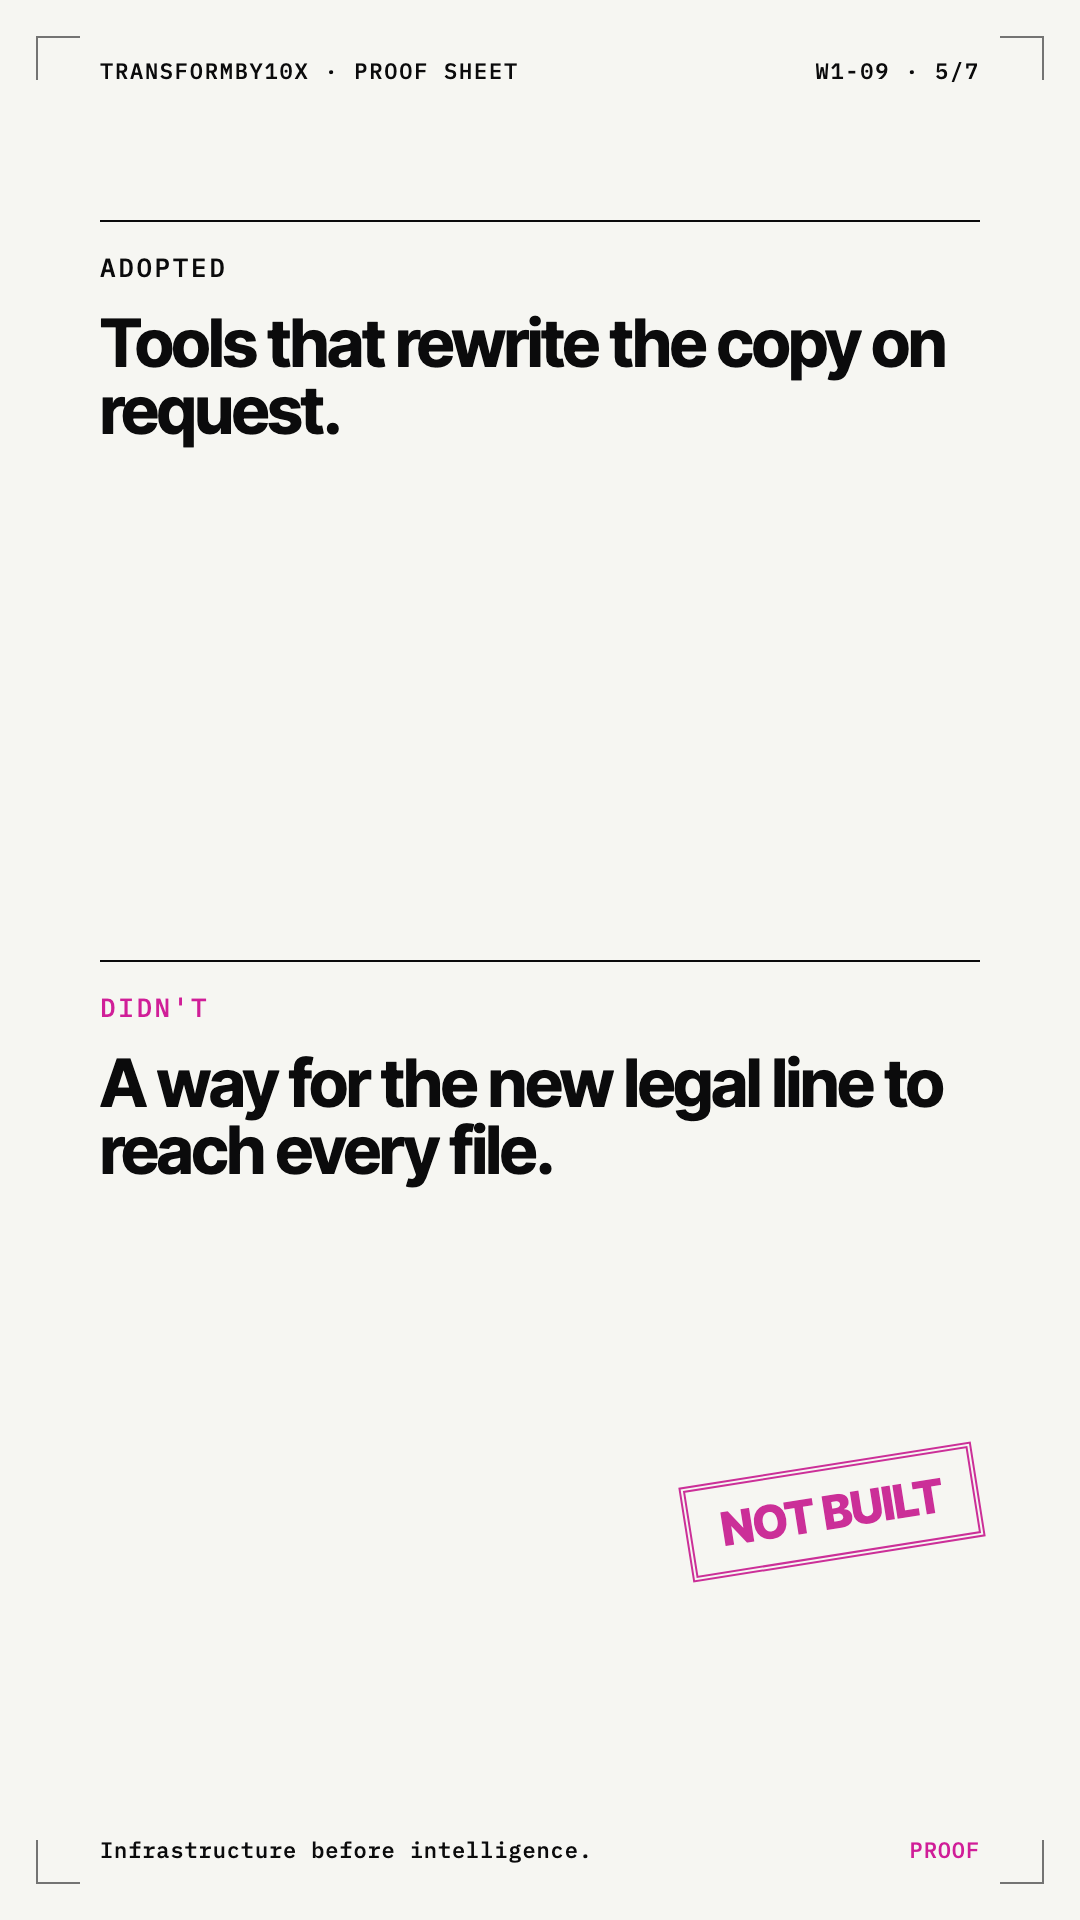 TRANSFORMBY10X · PROOF SHEET
W1-09 · 5/7
ADOPTED
Tools that rewrite the copy on
request.
DIDN'T
A way for the new legal line to
reach every file.
NOT BUILT
Infrastructure before intelligence.
PROOF